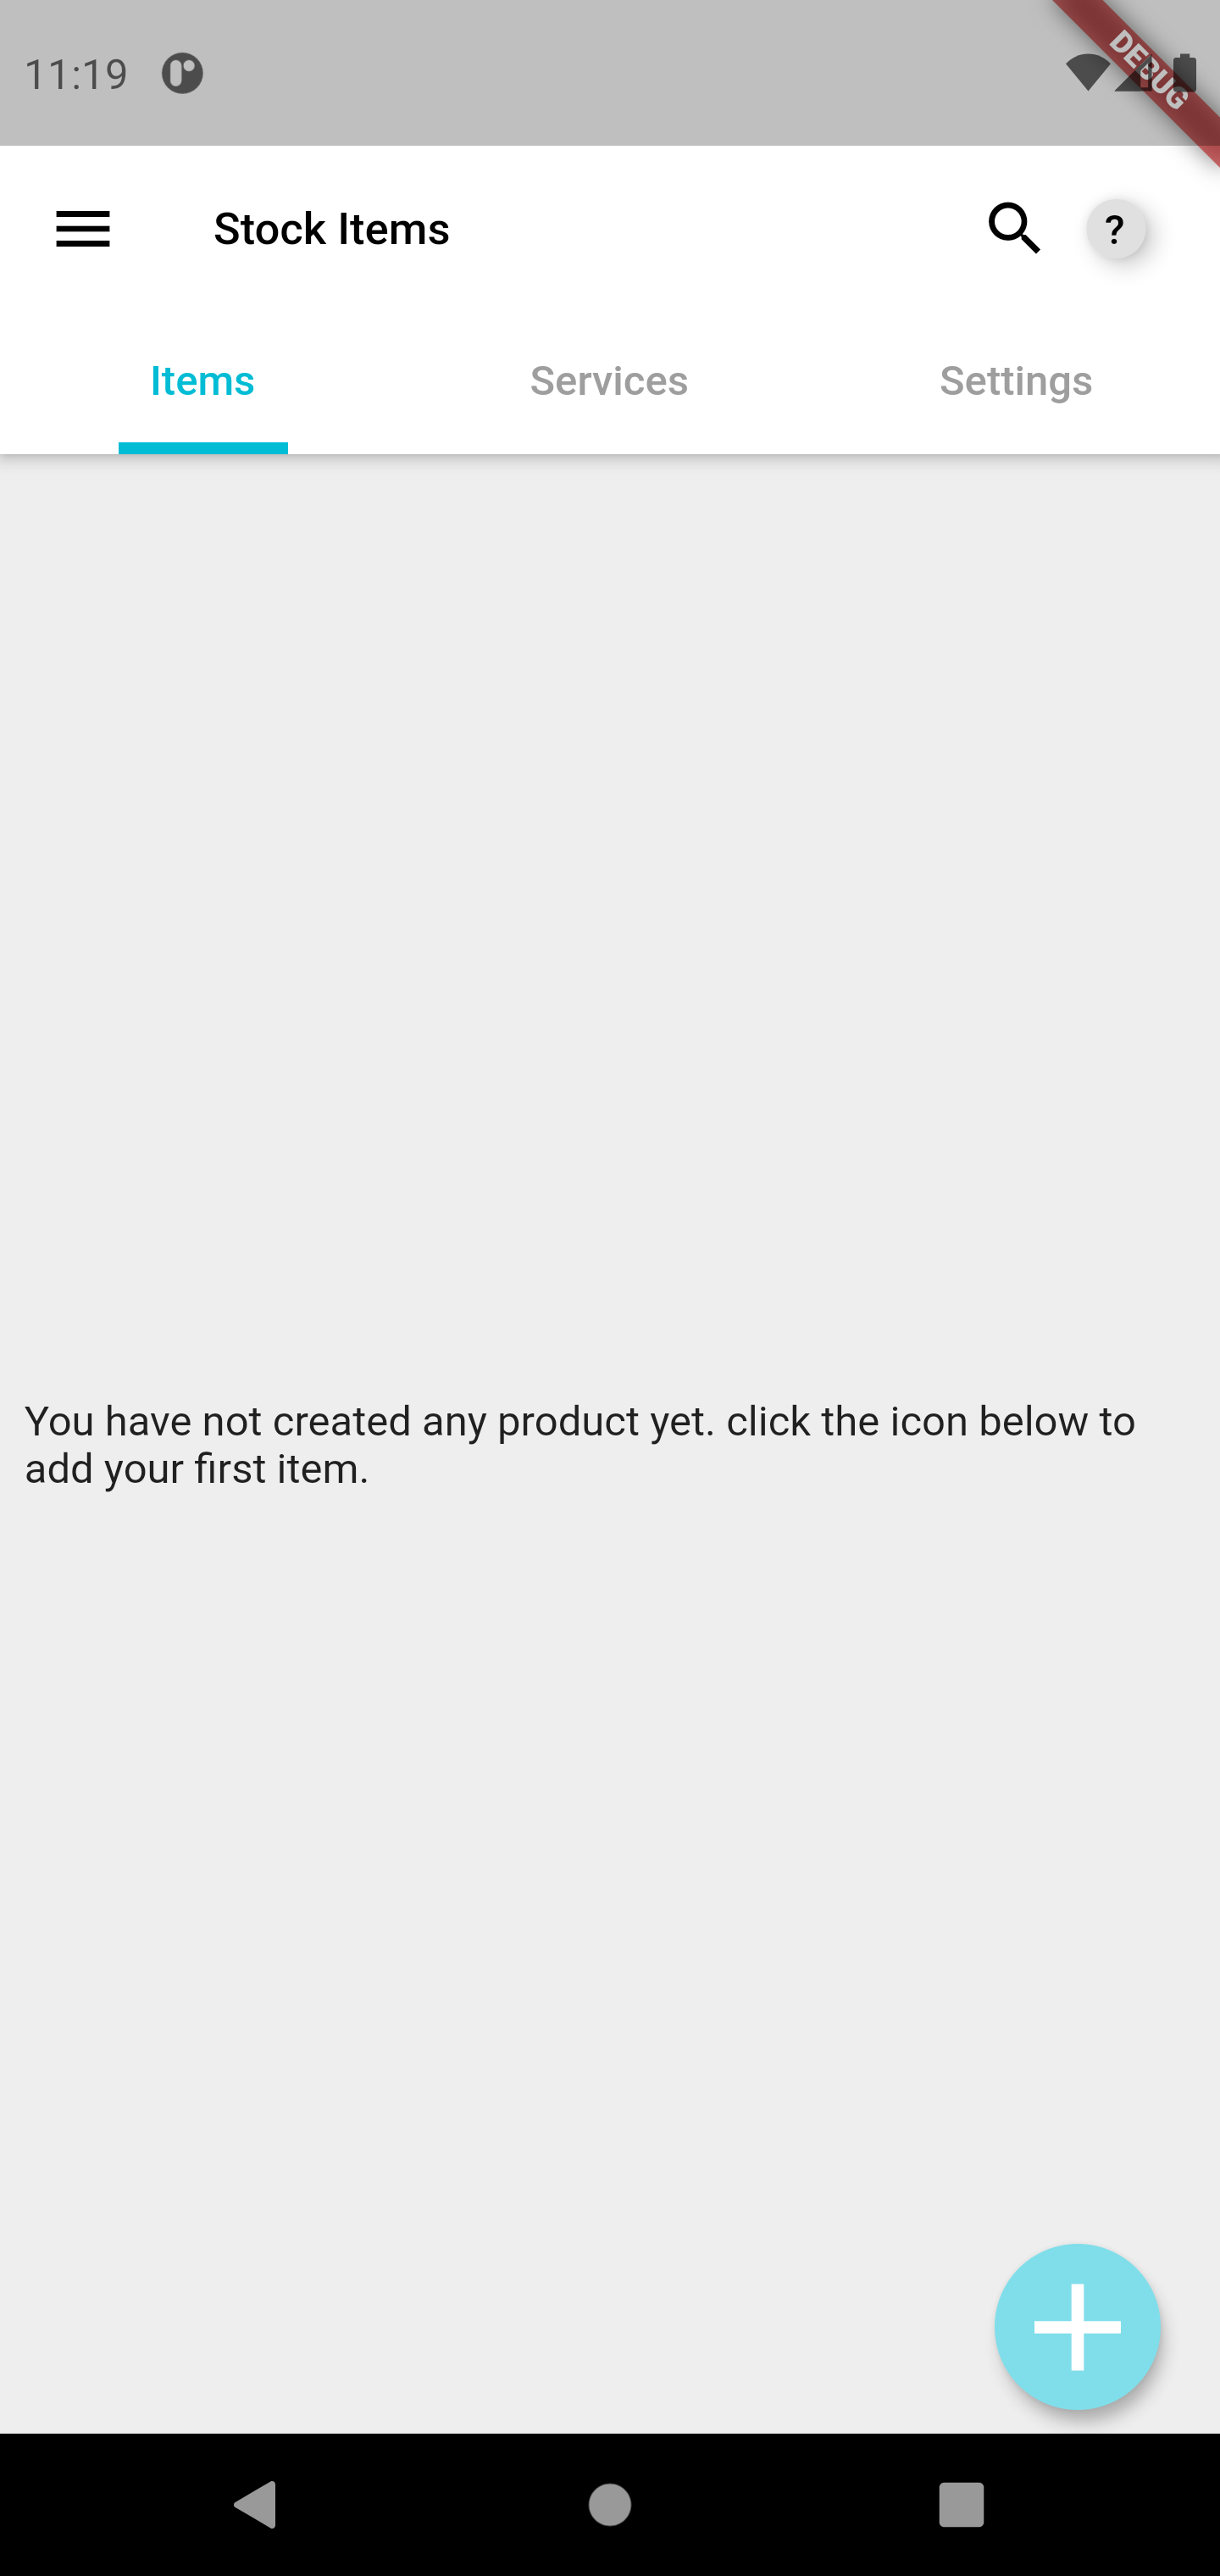 11:19
DEBUG
Stock Items
?
Items
Services
Settings
You have not created any product yet. click the icon below to
add your first item.